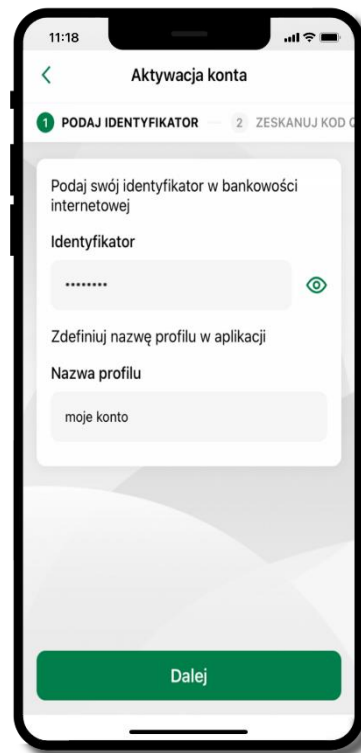 11:18
Aktywacja konta
1 PODAJ IDENTYFIKATOR 2 ZESKANUJ KOD
Podaj swój identyfikator w bankowości
internetowej
Identyfikator
••••••••
Zdefiniuj nazwę profilu w aplikacji
Nazwa profilu
moje konto
Dalej